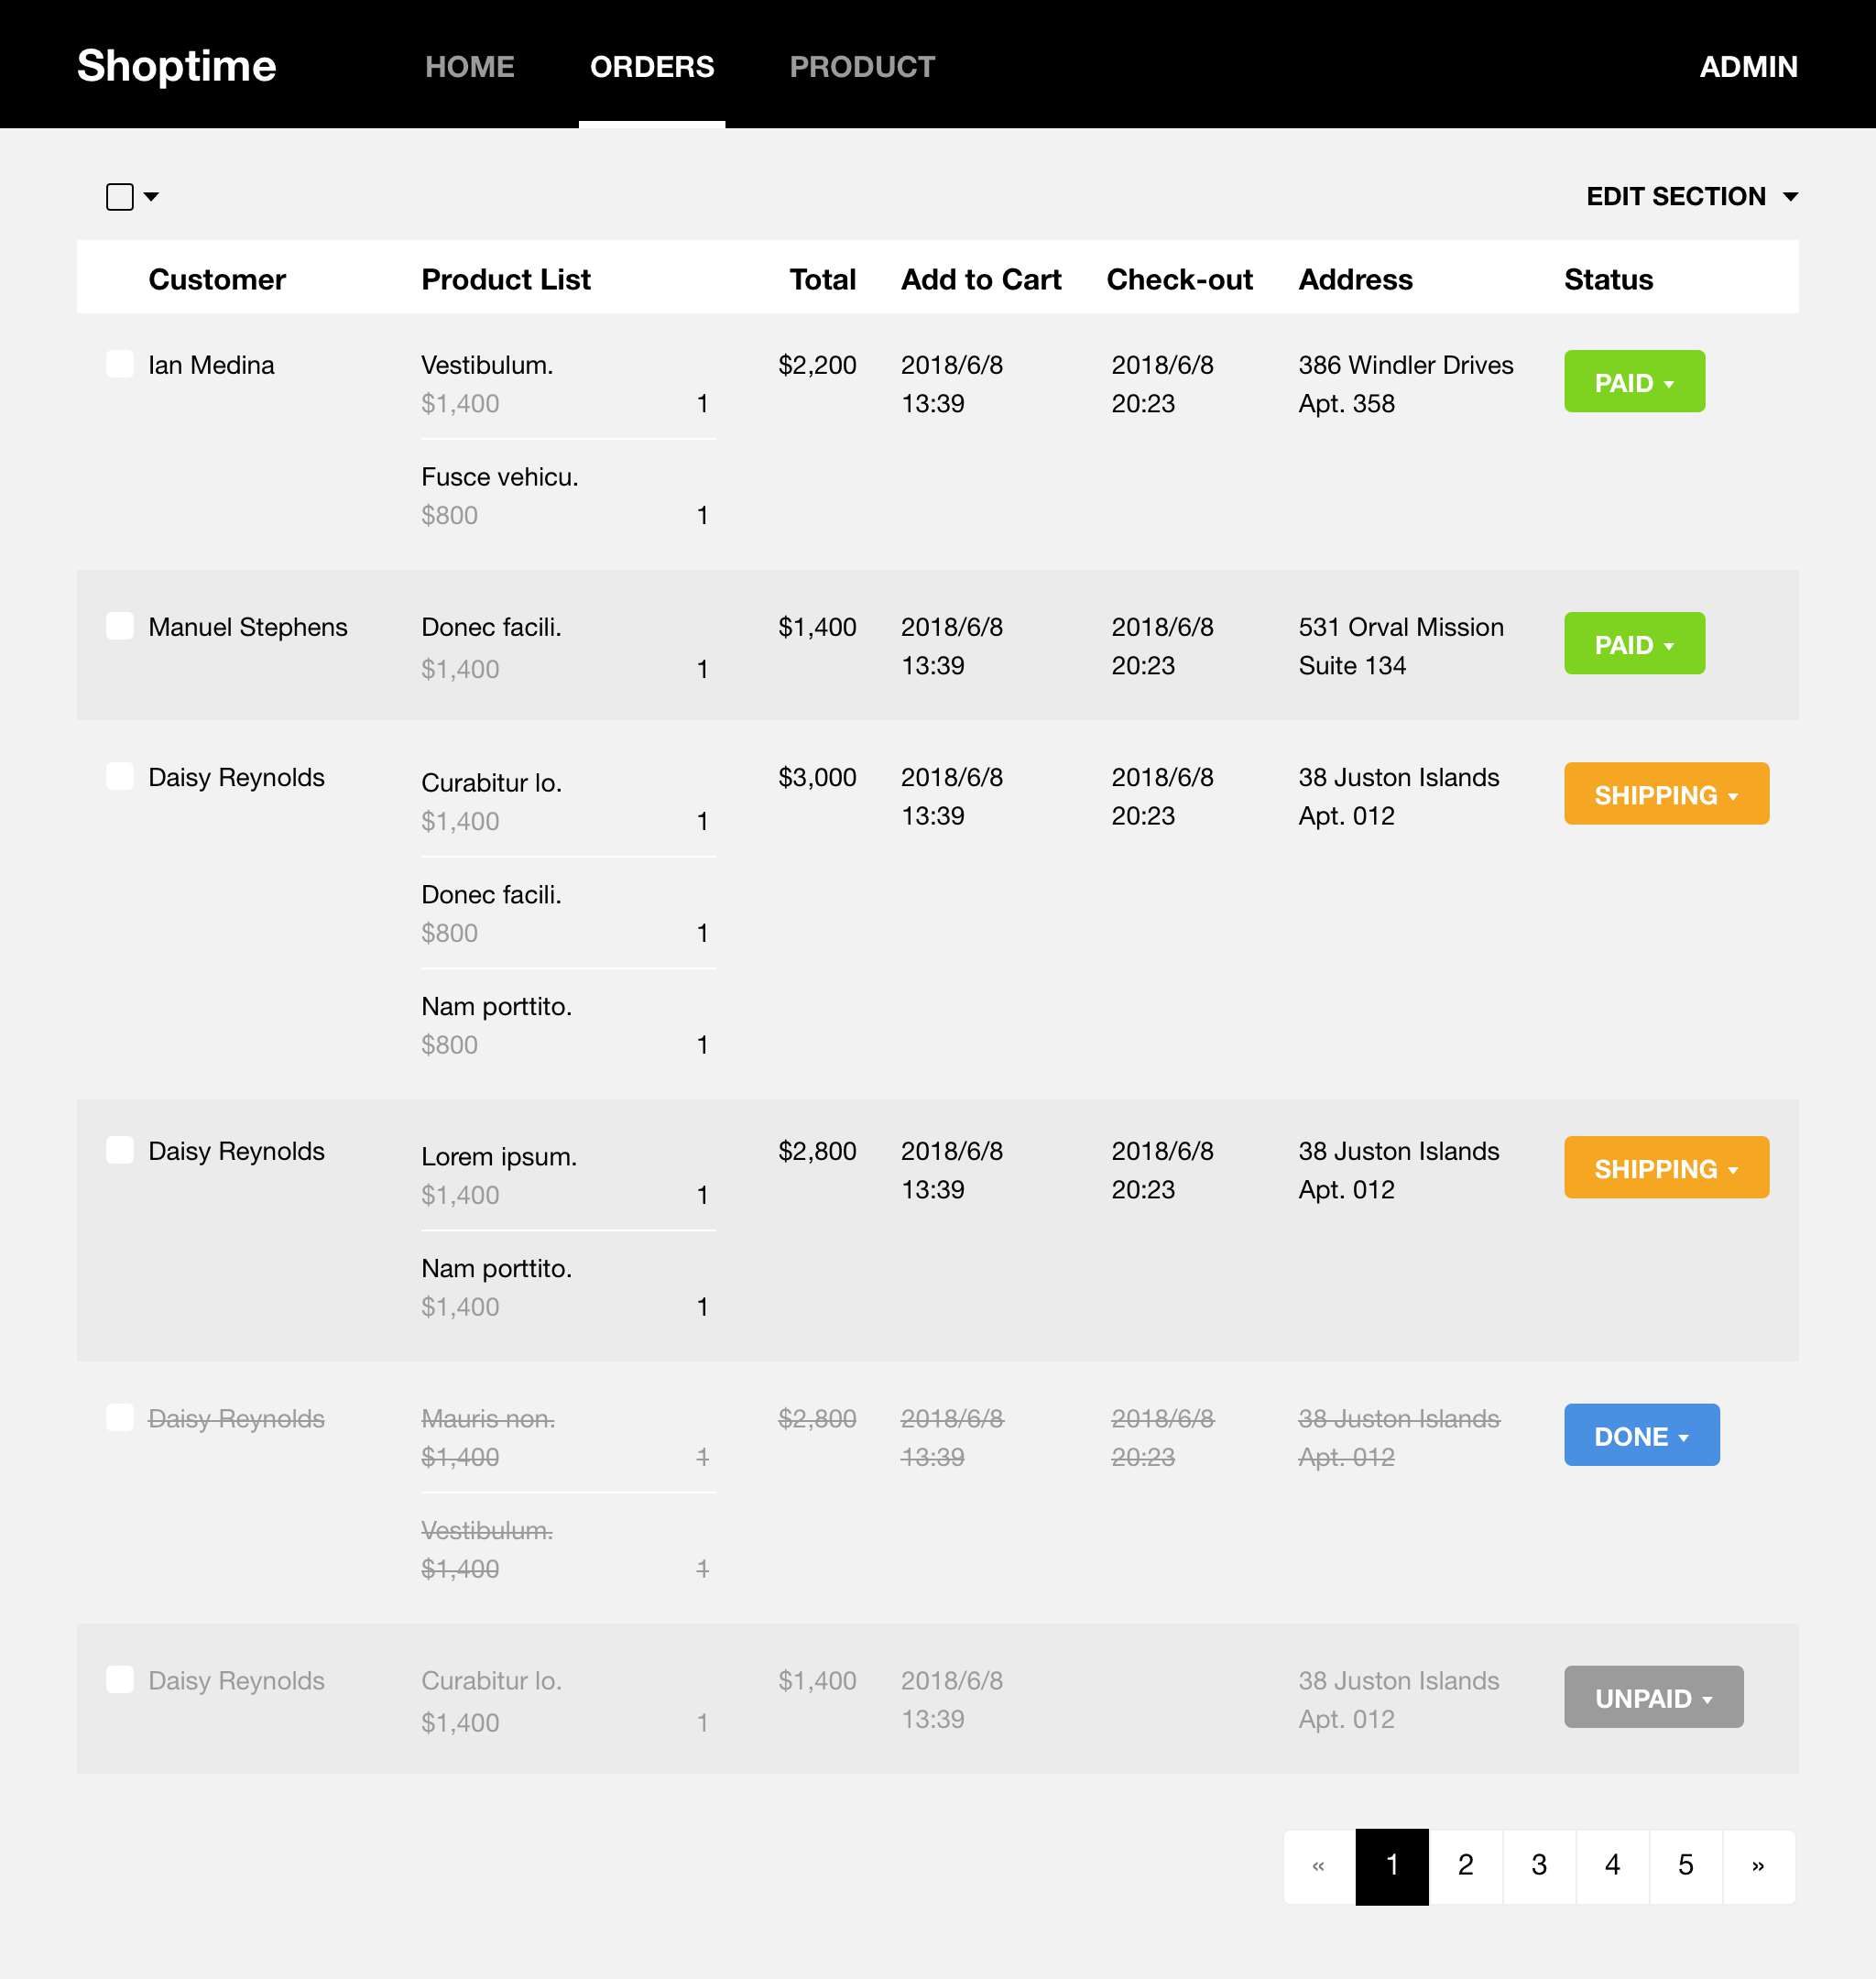 Shoptime HOME ORDERS PRODUCT ADMIN
EDIT SECTION
Customer Product List Total Add to Cart Check-out Address Status
Ian Medina Vestibulum. $2,200 2018/6/8 2018/6/8 386 Windler Drives PAID
$1,400 1 13:39 20:23 Apt. 358
Fusce vehicu.
$800 1
Manuel Stephens Donec facili. $1,400 2018/6/8 2018/6/8 531 Orval Mission PAID
$1,400 1 13:39 20:23 Suite 134
Daisy Reynolds Curabitur lo. $3,000 2018/6/8 2018/6/8 38 Juston Islands SHIPPING
$1,400 1 13:39 20:23 Apt. 012
Donec facili.
$800 1
Nam porttito.
$800 1
Daisy Reynolds Lorem ipsum. $2,800 2018/6/8 2018/6/8 38 Juston Islands SHIPPING
$1,400 1 13:39 20:23 Apt. 012
Nam porttito.
$1,400 1
Daisy Reynolds Mauris non. $2,800 2018/6/8 2018/6/8 38 Juston Islands DONE
$1,400 1 13:39 20:23 Apt. 012
Vestibulum.
$1,400 1
Daisy Reynolds Curabitur lo. $1,400 2018/6/8 38 Juston Islands UNPAID
$1,400 1 13:39 Apt. 012
« 1 2 3 4 5 »